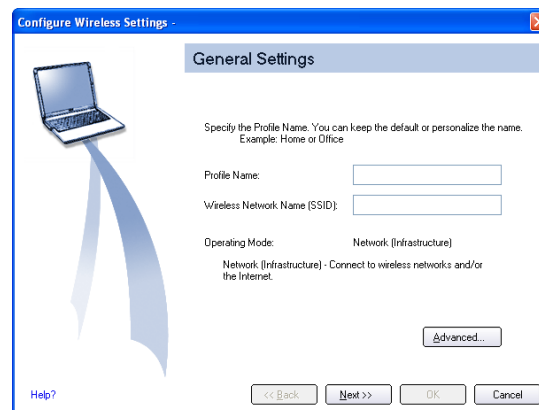 Configure Wireless Settings -
General Settings
Specify the Profile Name. You can keep the default or personalize the name.
Example: Home or Office
Profile Name:
Wireless Network Name (SSID):
Operating Mode: Network (Infrastructure)
Network (Infrastructure) - Connect to wireless networks and/or
the Internet.
Advanced...
Help? << Back Next >> OK Cancel